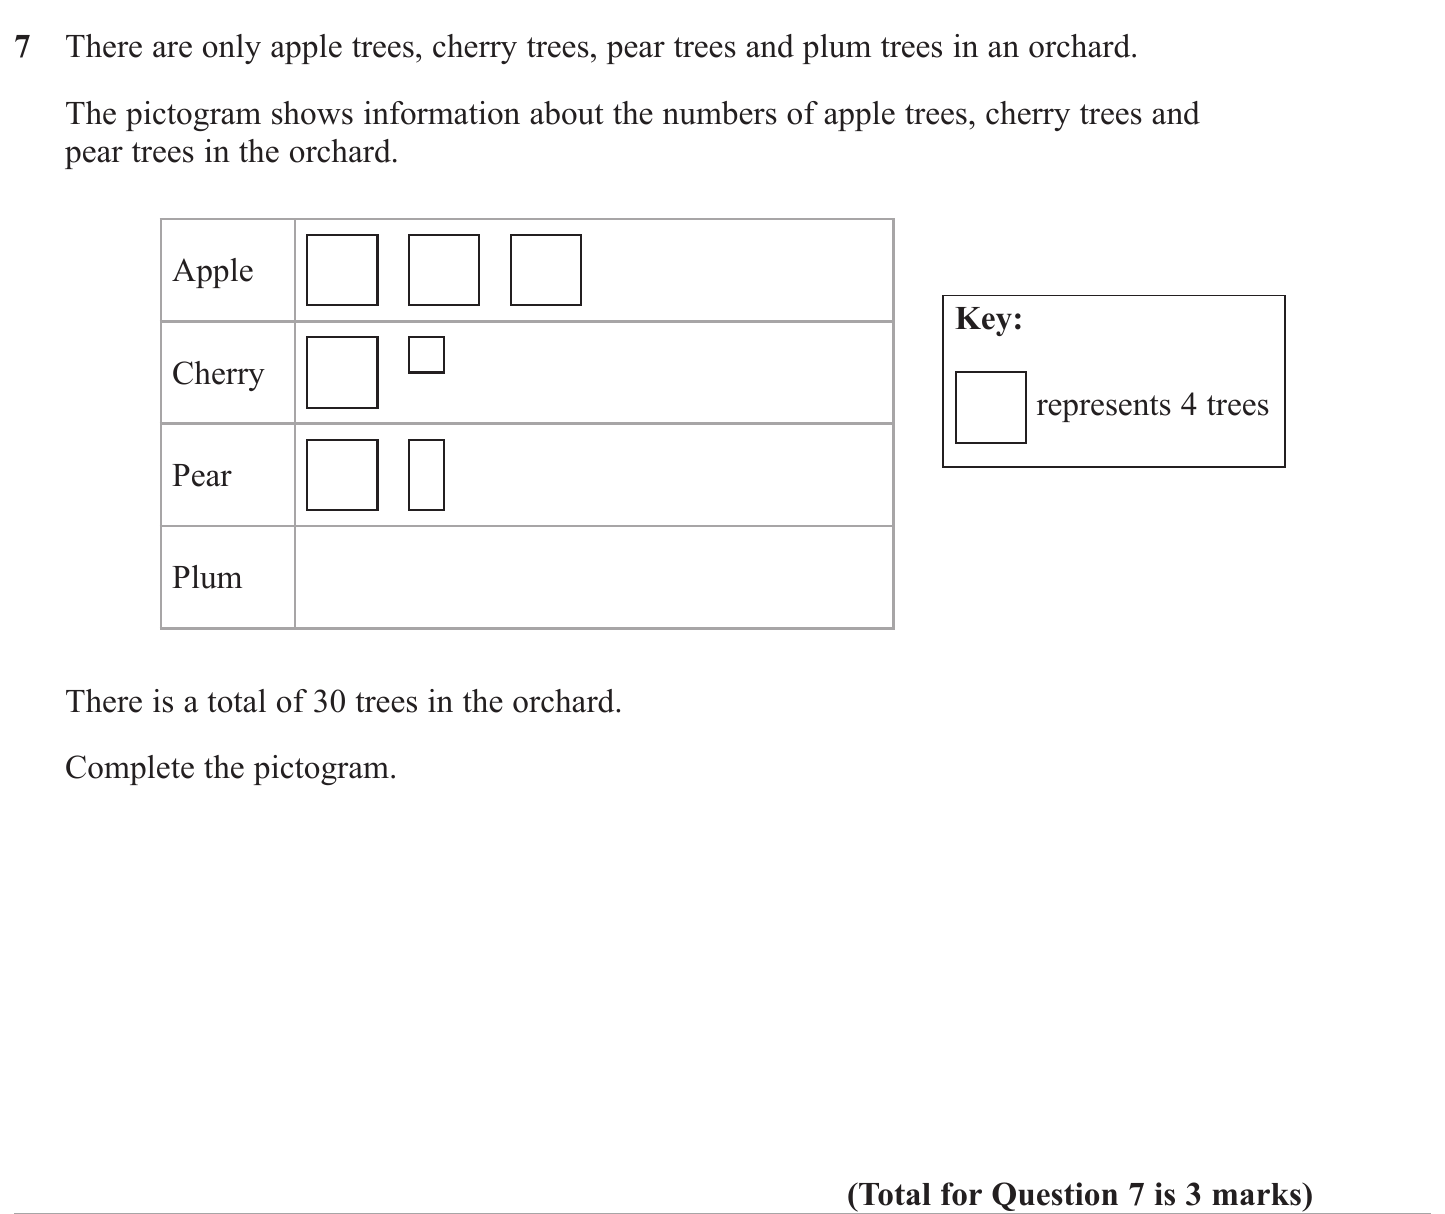 7 There are only apple trees, cherry trees, pear trees and plum trees in an orchard.
The pictogram shows information about the numbers of apple trees, cherry trees and
pear trees in the orchard.
Apple
Cherry
Pear
Plum
Key:
represents 4 trees
There is a total of 30 trees in the orchard.
Complete the pictogram.
(Total for Question 7 is 3 marks)